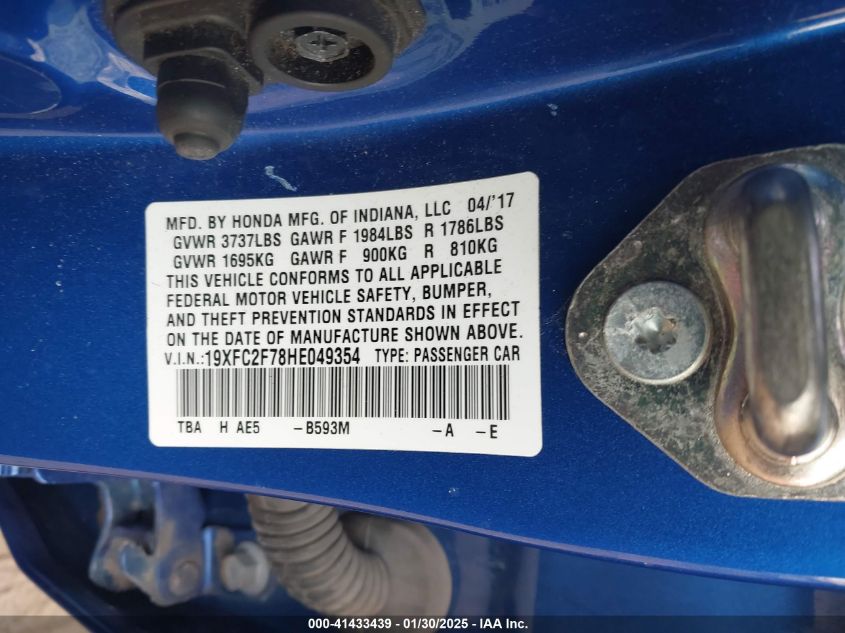 MFD. BY HONDA MFG. OF INDIANA, LLC 04/'17
GVWR 3737LBS GAWR F 1984LBS R 1786LBS
GVWR 1695KG GAWR F 900KG R 810KG
THIS VEHICLE CONFORMS TO ALL APPLICABLE
FEDERAL MOTOR VEHICLE SAFETY, BUMPER,
AND THEFT PREVENTION STANDARDS IN EFFECT
ON THE DATE OF MANUFACTURE SHOWN ABOVE.
V.I.N.:19XFC2F78HE049354 TYPE: PASSENGER CAR
TBA H AE5 -B593M -A -E
000-41433439 - 01/30/2025 - IAAI Inc.